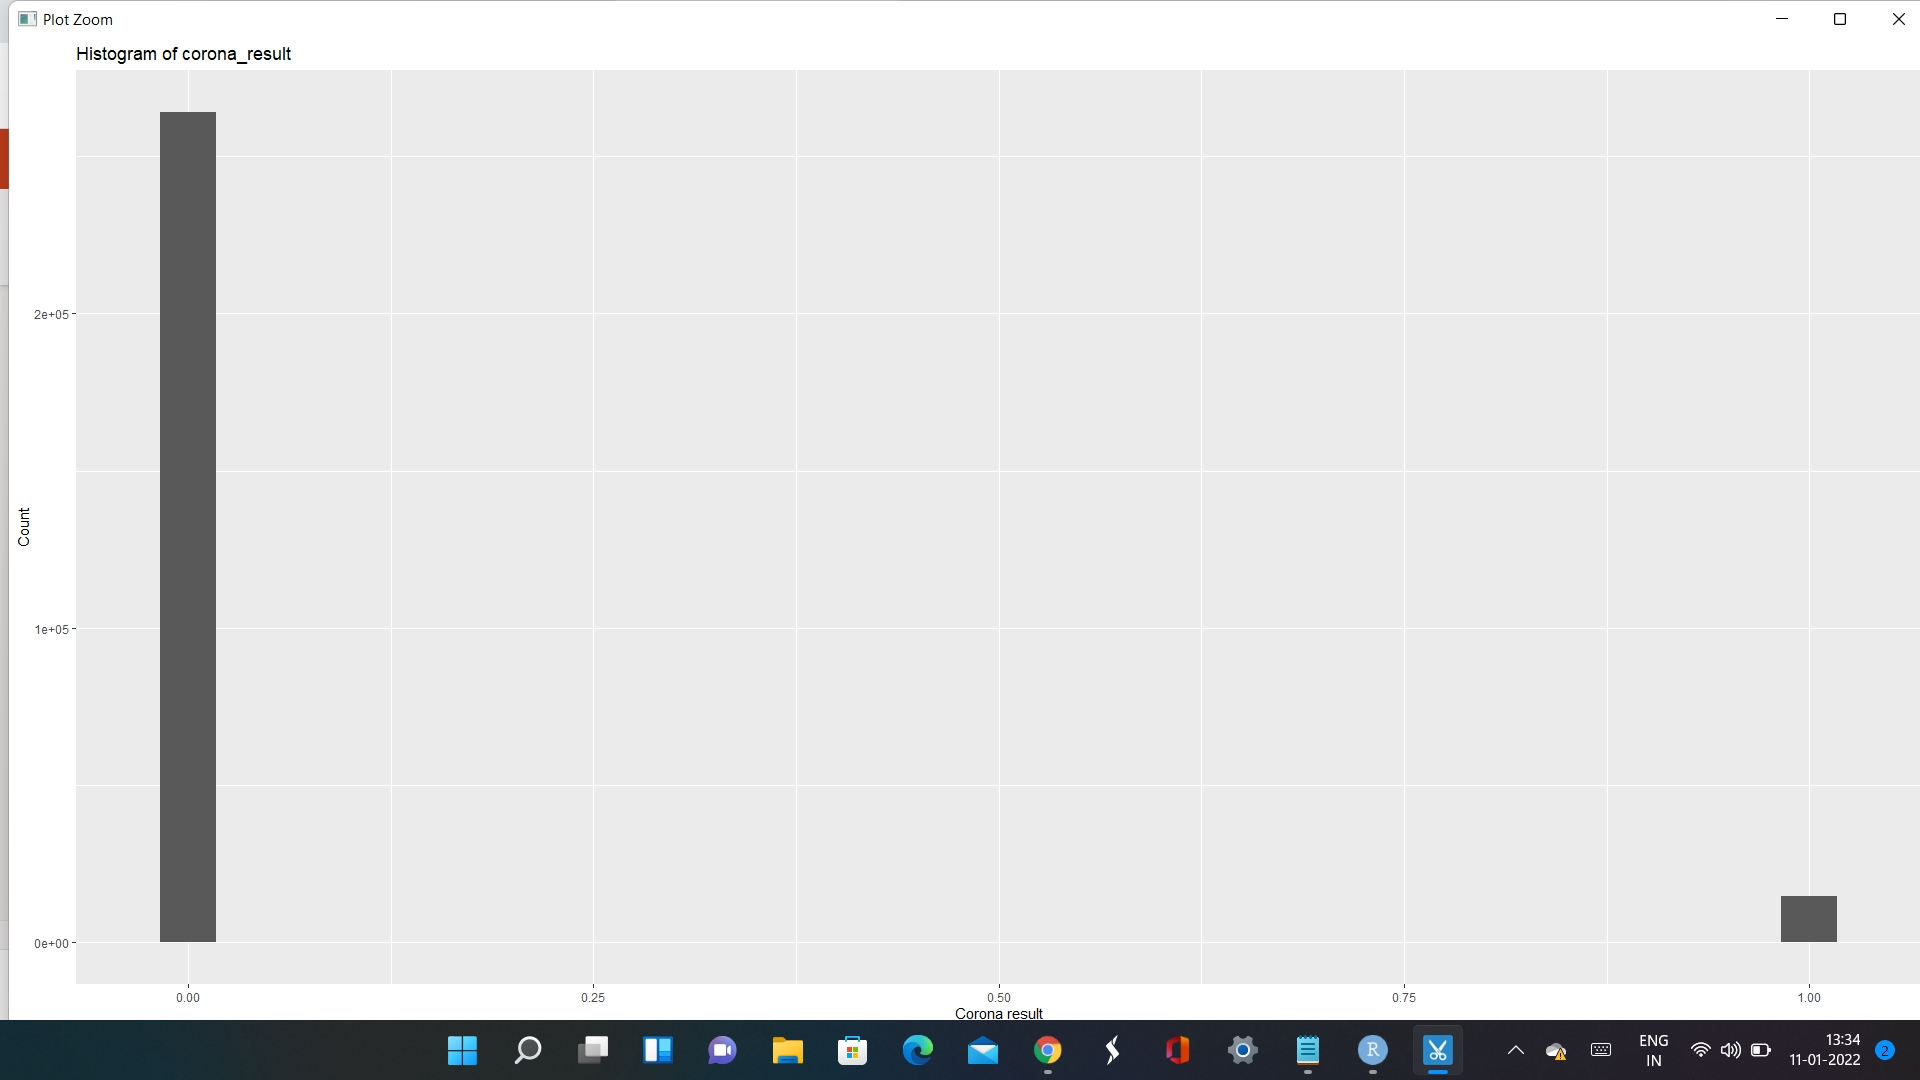 Plot Zoom
Histogram of corona_result
2e+05
Count
1e+05
0e+00
0.00 0.25 0.50 0.75 1.00
Corona result
R
ENG
IN
13:34
11-01-2022
2